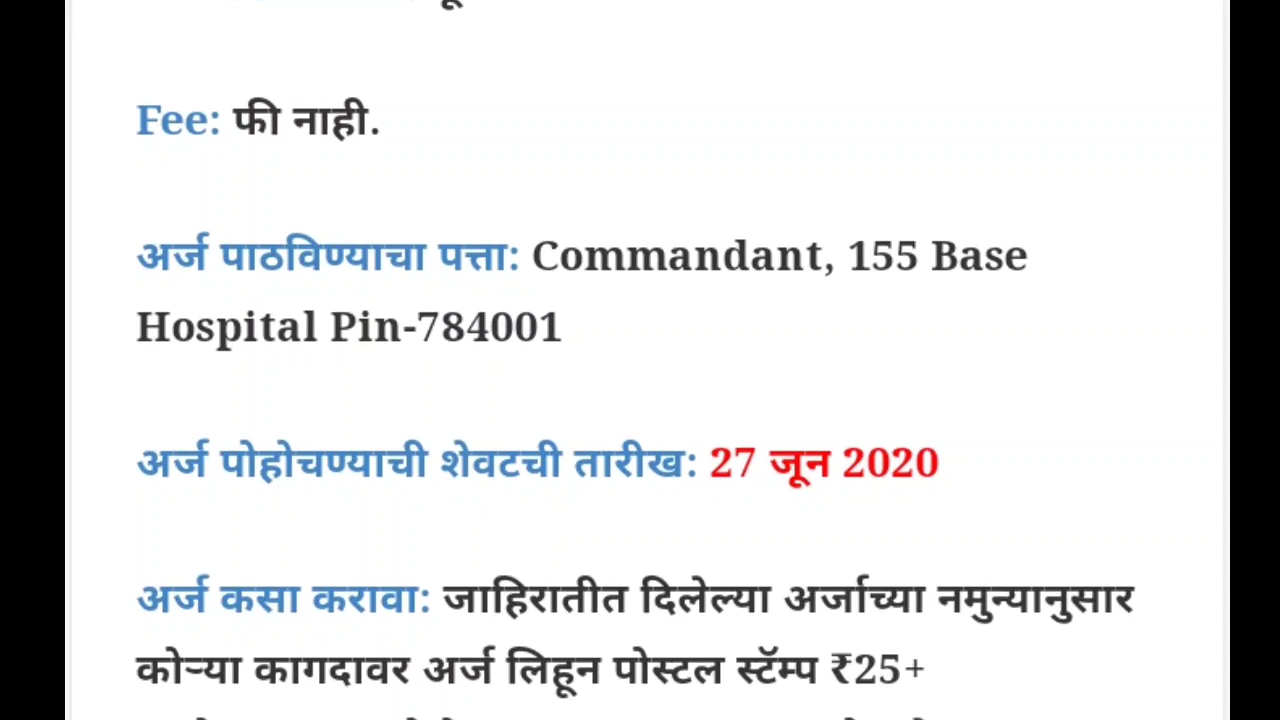 Fee: फी नाही.
अर्ज पाठविण्याचा पत्ता: Commandant, 155 Base
Hospital Pin-784001
अर्ज पोहोचण्याची शेवटची तारीख: 27 जून 2020
अर्ज कसा करावा: जाहिरातीत दिलेल्या अर्जाच्या नमुन्यानुसार
कोऱ्या कागदावर अर्ज लिहून पोस्टल स्टॅम्प ₹25+